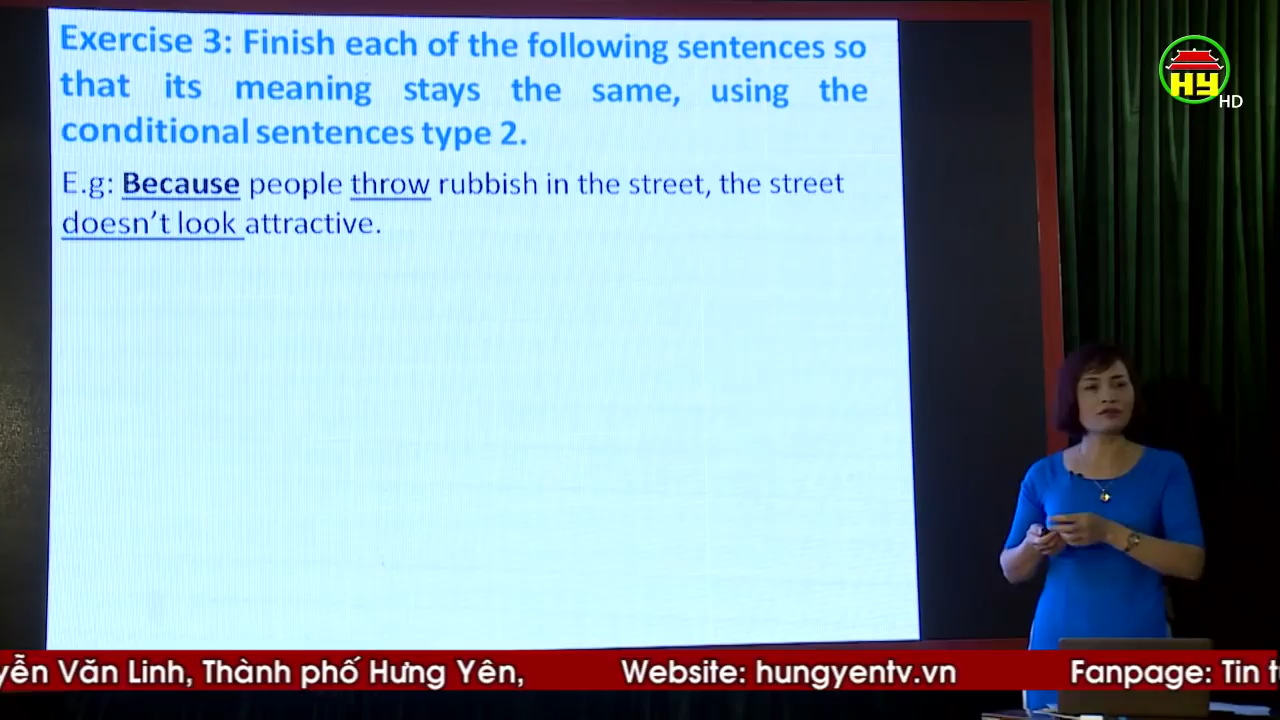 Exercise 3: Finish each of the following sentences so
that its meaning stays the same, using the
conditional sentences type 2.
E.g: Because people throw rubbish in the street, the street
doesn't look attractive.
HY
HD
yễn Văn Linh, Thành phố Hưng Yên, Website: hungyentv.vn Fanpage: Tin